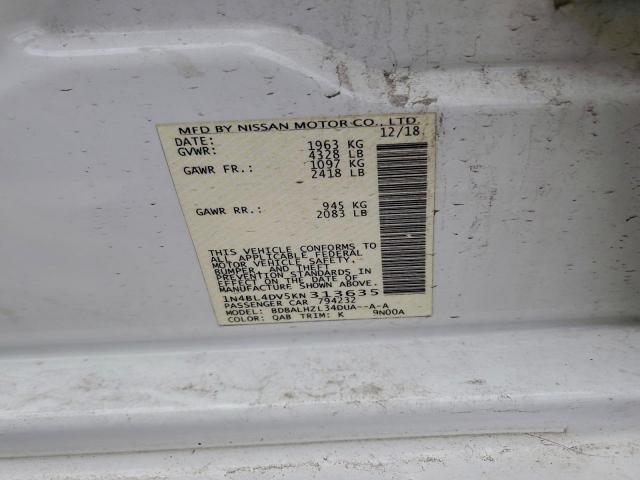 MFD BY NISSAN MOTOR CO., LTD.
DATE: 12/18
GVWR: 1963 KG
4328 LB
GAWR FR.: 1097 KG
2418 LB
GAWR RR.: 945 KG
2083 LB
THIS VEHICLE CONFORMS TO
ALL APPLICABLE FEDERAL
MOTOR VEHICLE SAFETY,
BUMPER, AND THEFT
PREVENTION STANDARDS IN
EFFECT ON THE DATE OF
MANUFACTURE SHOWN ABOVE.
1N4BL4DV5KN313635
PASSENGER CAR 794232
MODEL: BDBALHZL34DUA--A-A
COLOR: QAB TRIM: K 9N00A